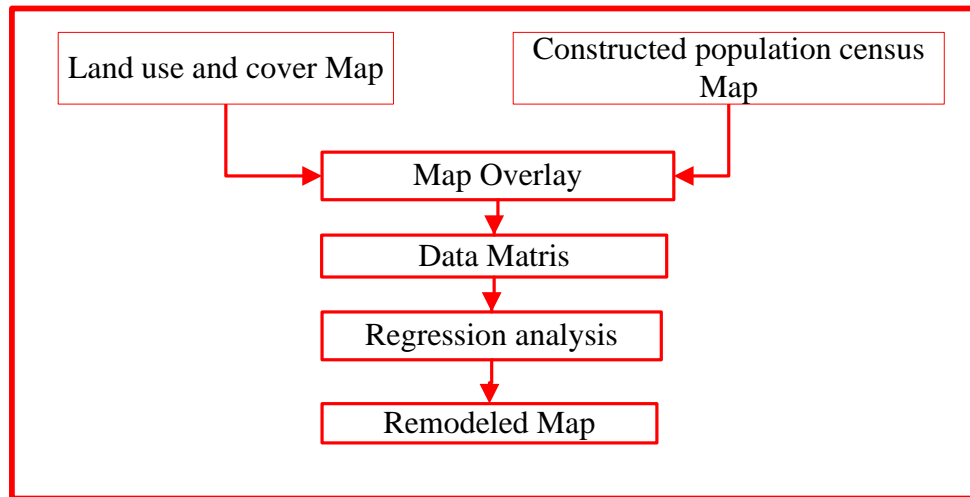 Land use and cover Map
Constructed population census
Map
Map Overlay
Data Matris
Regression analysis
Remodeled Map